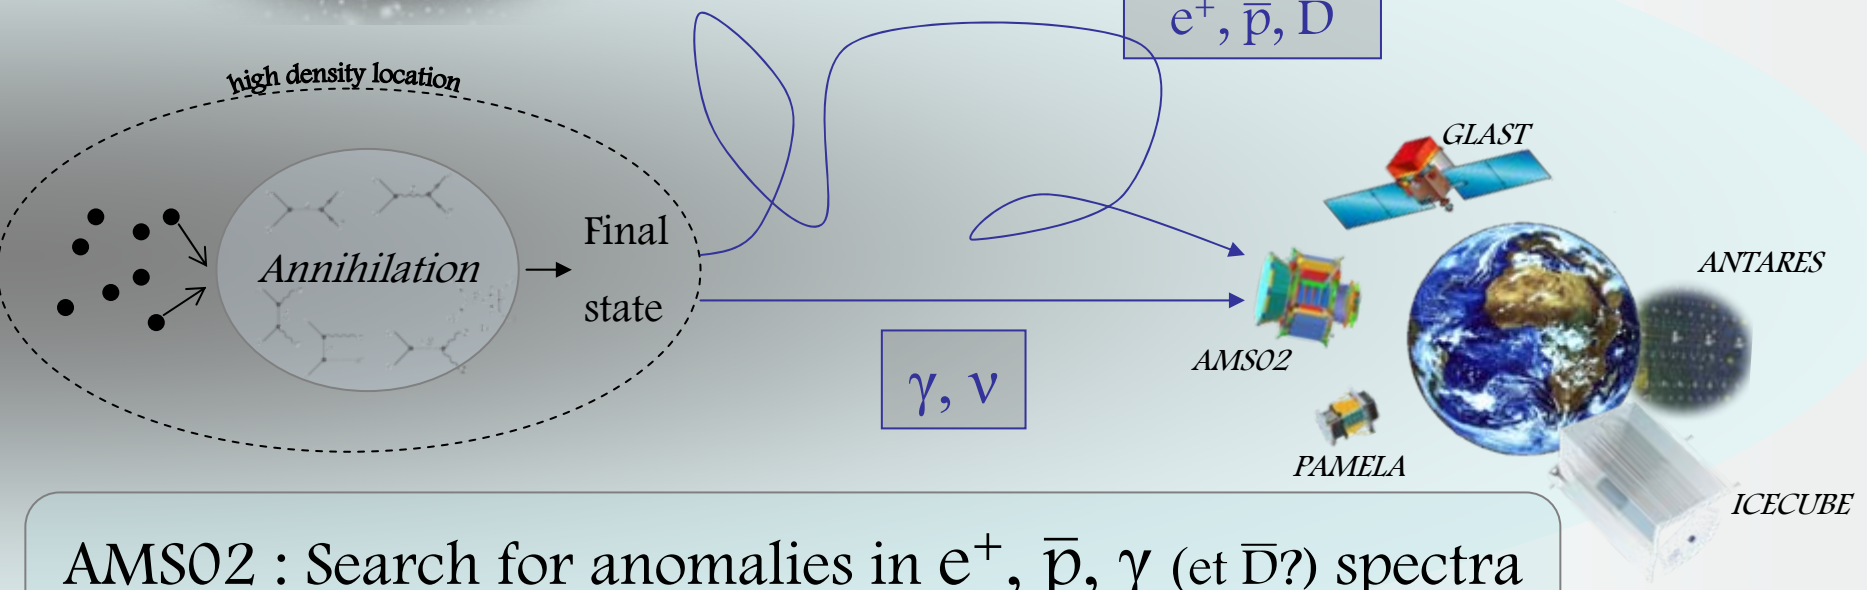 e⁺, p̅, D̅
high density location
GLAST
Final
Annihilation
ANTARES
state
AMS02
γ, ν
PAMELA
ICECUBE
AMS02 : Search for anomalies in e⁺, p̅, γ (et D̅?) spectra